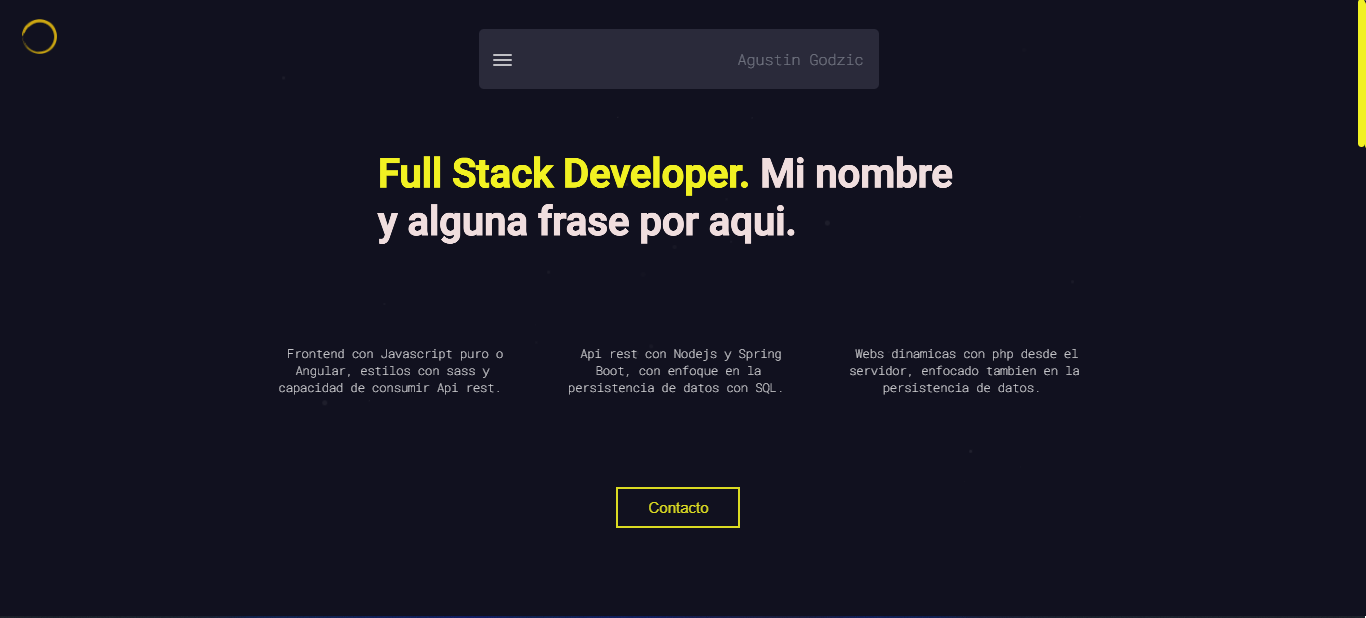 Agustin Godzic
Full Stack Developer. Mi nombre
y alguna frase por aqui.
Frontend con Javascript puro o
Angular, estilos con sass y
capacidad de consumir Api rest.
Api rest con Nodejs y Spring
Boot, con enfoque en la
persistencia de datos con SQL.
Webs dinamicas con php desde el
servidor, enfocado tambien en la
persistencia de datos.
Contacto